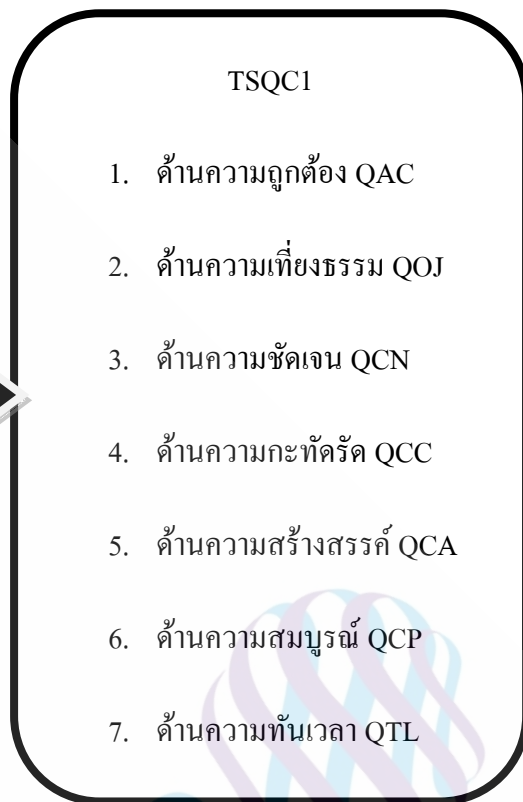 TSQC1
1. ด้านความถูกต้อง QAC
2. ด้านความเที่ยงธรรม QOJ
3. ด้านความชัดเจน QCN
4. ด้านความกะทัดรัด QCC
5. ด้านความสร้างสรรค์ QCA
6. ด้านความสมบูรณ์ QCP
7. ด้านความทันเวลา QTL